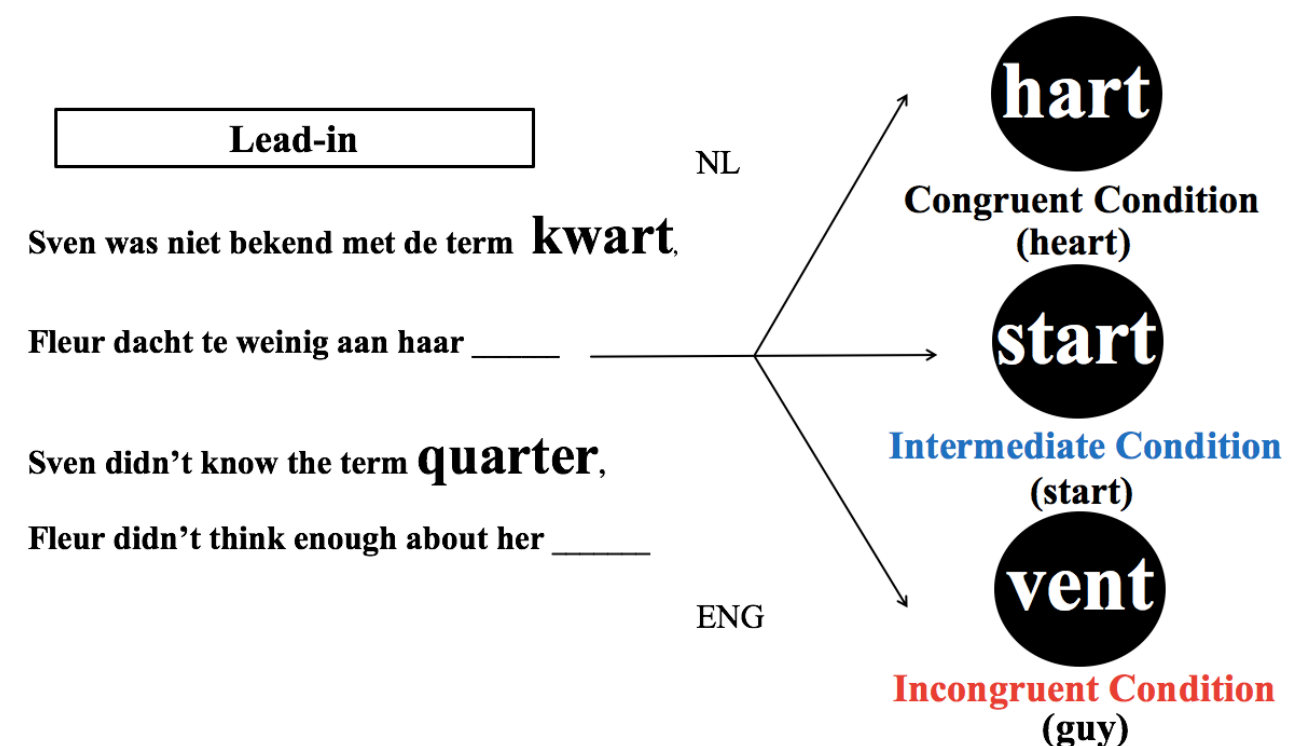 Lead-in
NL
Sven was niet bekend met de term kwart,
Fleur dacht te weinig aan haar ______
Sven didn’t know the term quarter,
Fleur didn’t think enough about her _______
ENG
hart
Congruent Condition
(heart)
start
Intermediate Condition
(start)
vent
Incongruent Condition
(guy)